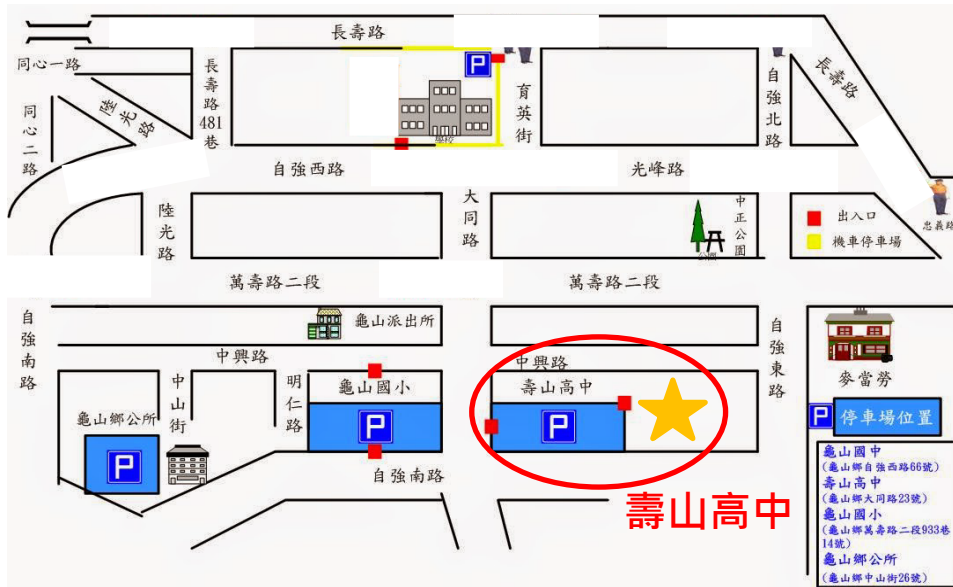 長壽路
同心一路
長壽路481巷
育英街
自強北路
長壽路
同心二路
陸光路
學校
自強西路
光峰路
陸光路
大同路
中正公園
公園
出入口
機車停車場
忠義路
萬壽路二段
萬壽路二段
自強南路
龜山派出所
自強東路
中興路
中興路
麥當勞
中山街
明仁路
龜山國小
壽山高中
龜山鄉公所
P
P
P
P
P
停車場位置
自強南路
壽山高中
龜山國中
(龜山鄉自強西路66號)
壽山高中
(龜山鄉大同路23號)
龜山國小
(龜山鄉萬壽路二段933巷
14號)
龜山鄉公所
(龜山鄉中山街26號)